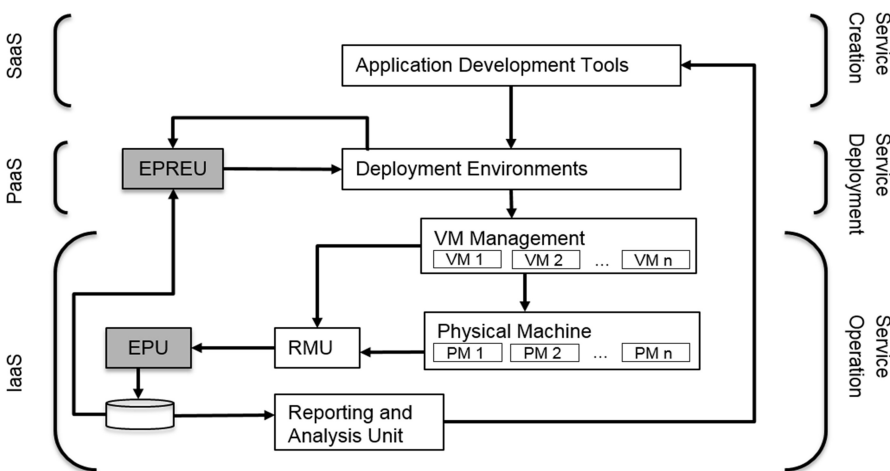 SaaS
Service
Creation
Application Development Tools
PaaS
Service
Deployment
EPREU
Deployment Environments
IaaS
Service
Operation
VM Management
VM 1 VM 2 ... VM n
Physical Machine
PM 1 PM 2 ... PM n
EPU
RMU
Reporting and
Analysis Unit